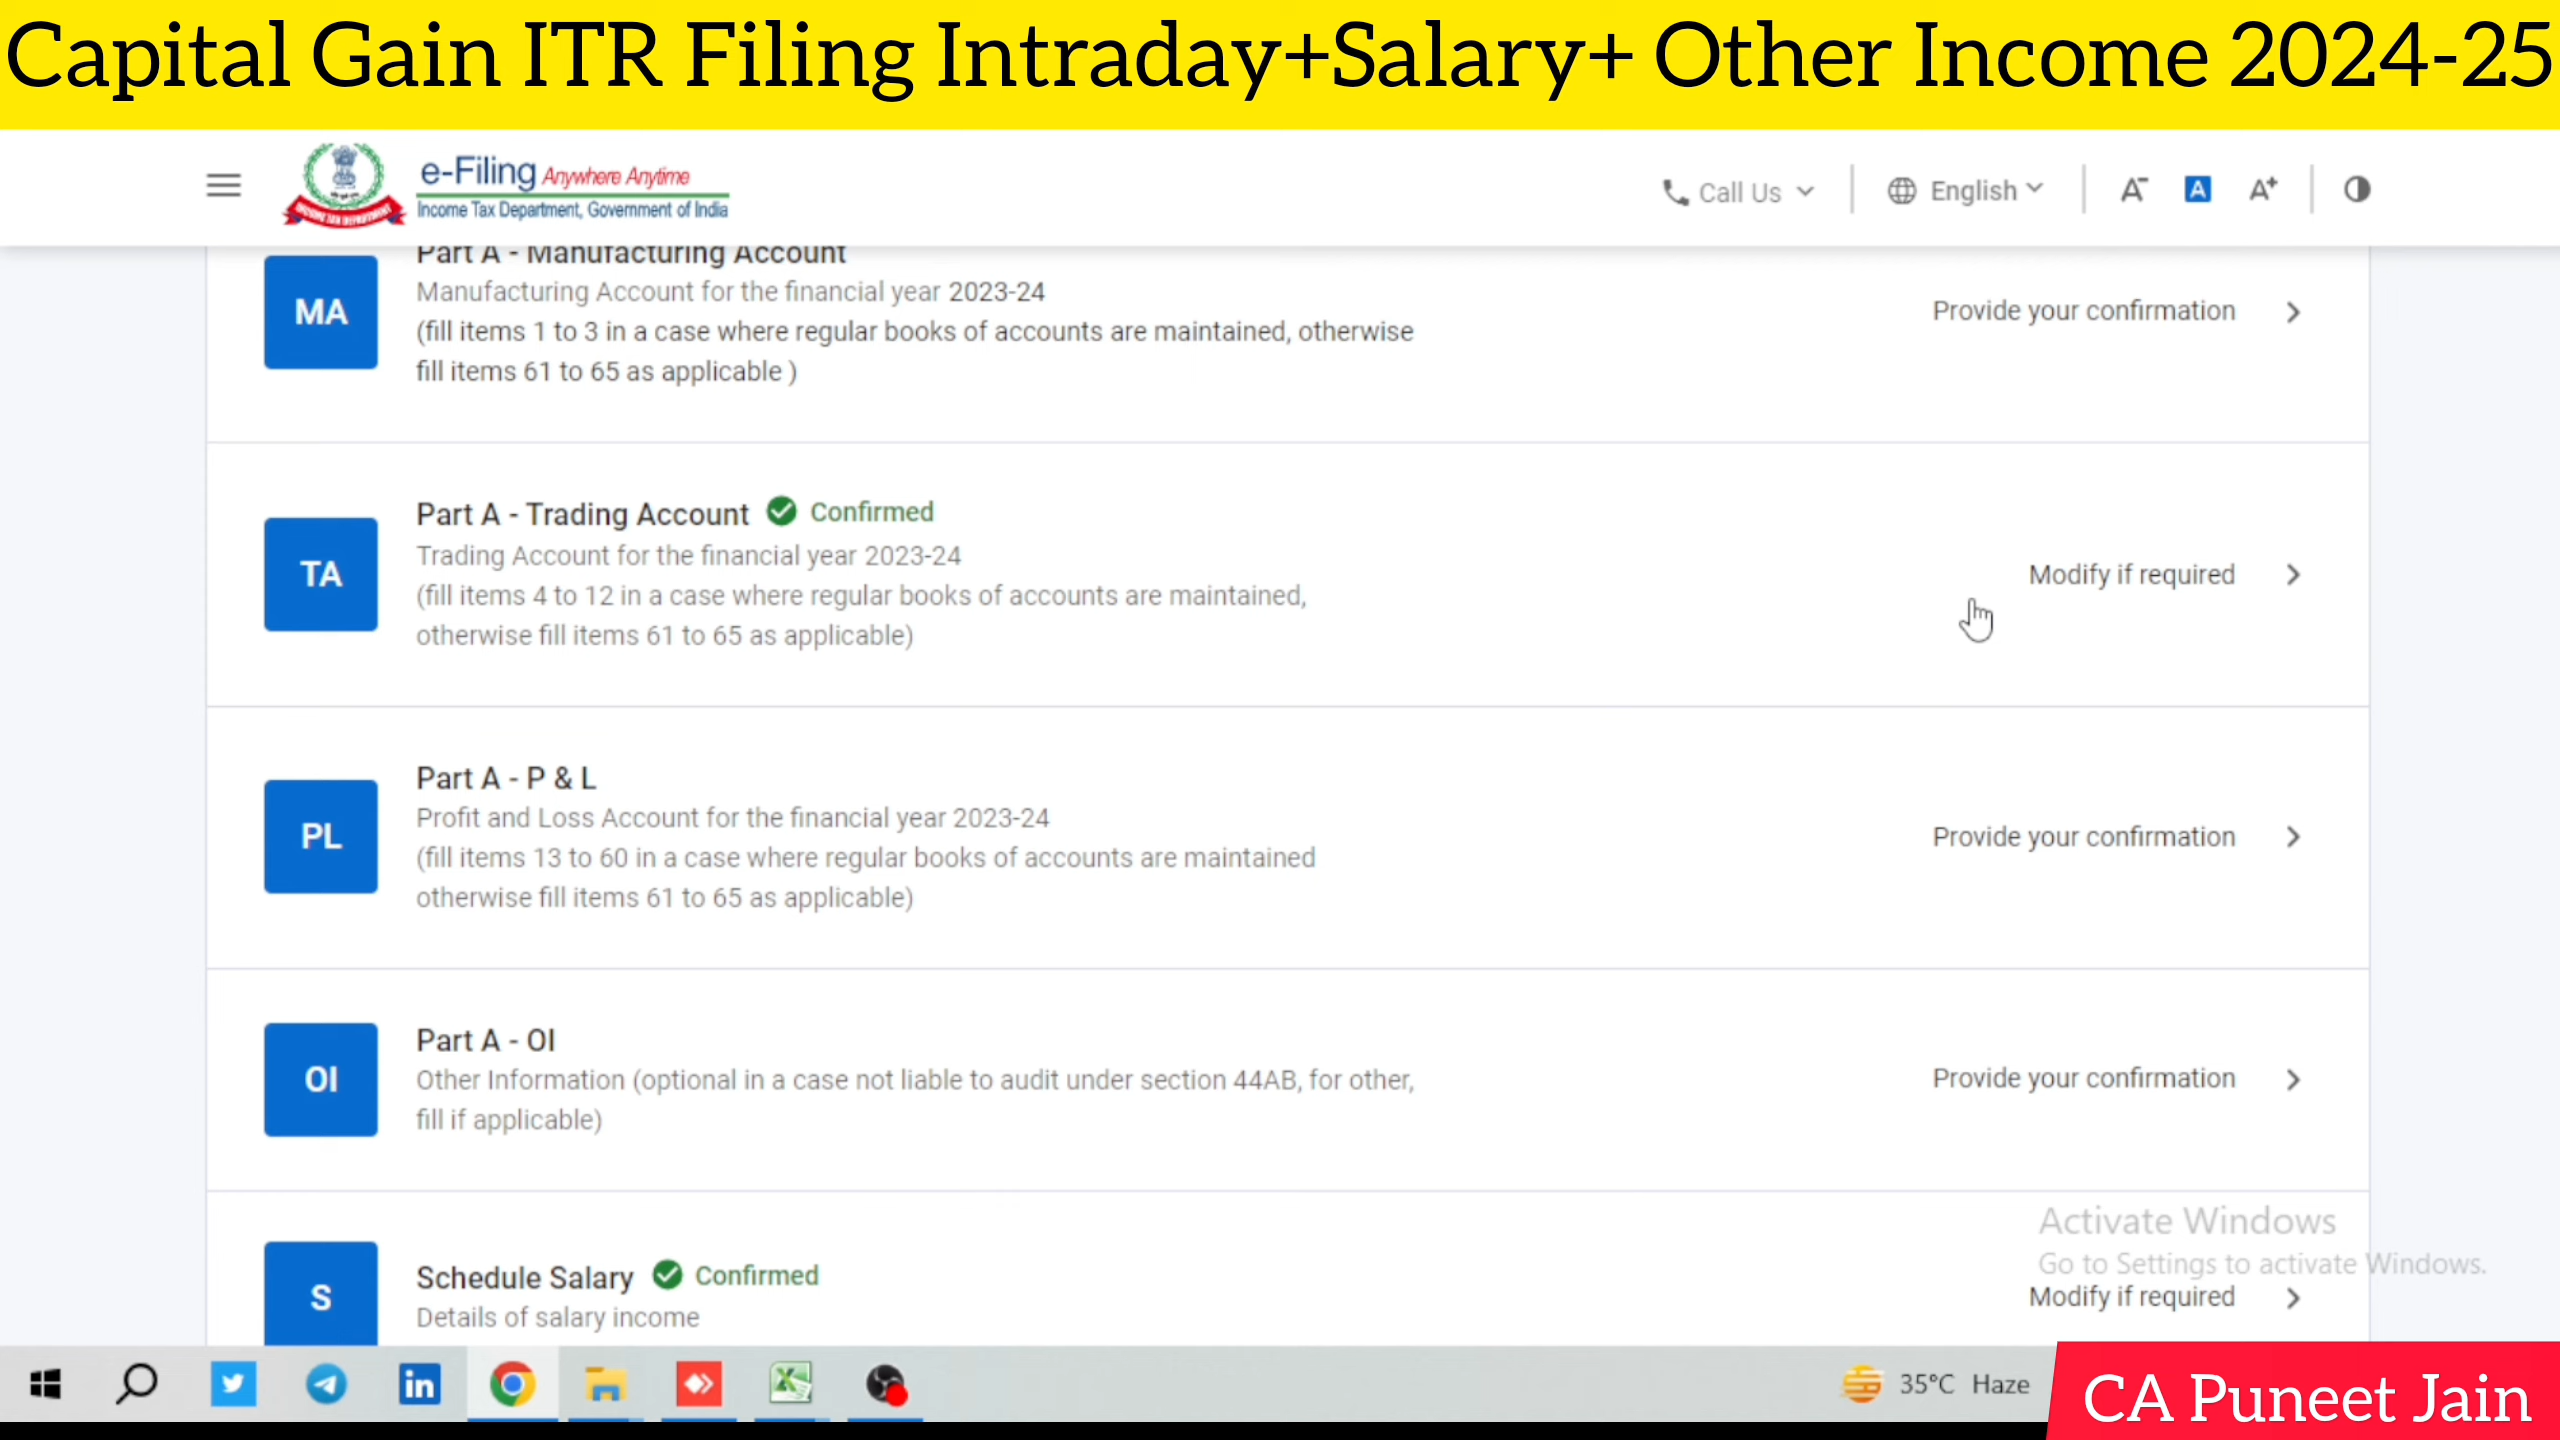 Capital Gain ITR Filing Intraday+Salary+ Other Income 2024-25
e-Filing Anywhere Anytime
Income Tax Department, Government of India
Call Us
English
A-
A
A+
Part A - Manufacturing Account
MA
Manufacturing Account for the financial year 2023-24
(fill items 1 to 3 in a case where regular books of accounts are maintained, otherwise
fill items 61 to 65 as applicable )
Provide your confirmation
TA
Part A - Trading Account
Confirmed
Trading Account for the financial year 2023-24
(fill items 4 to 12 in a case where regular books of accounts are maintained,
otherwise fill items 61 to 65 as applicable)
Modify if required
PL
Part A - P & L
Profit and Loss Account for the financial year 2023-24
(fill items 13 to 60 in a case where regular books of accounts are maintained
otherwise fill items 61 to 65 as applicable)
Provide your confirmation
OI
Part A - OI
Other Information (optional in a case not liable to audit under section 44AB, for other,
fill if applicable)
Provide your confirmation
S
Schedule Salary
Confirmed
Details of salary income
Activate Windows
Go to Settings to activate Windows.
Modify if required
in
35°C Haze
CA Puneet Jain